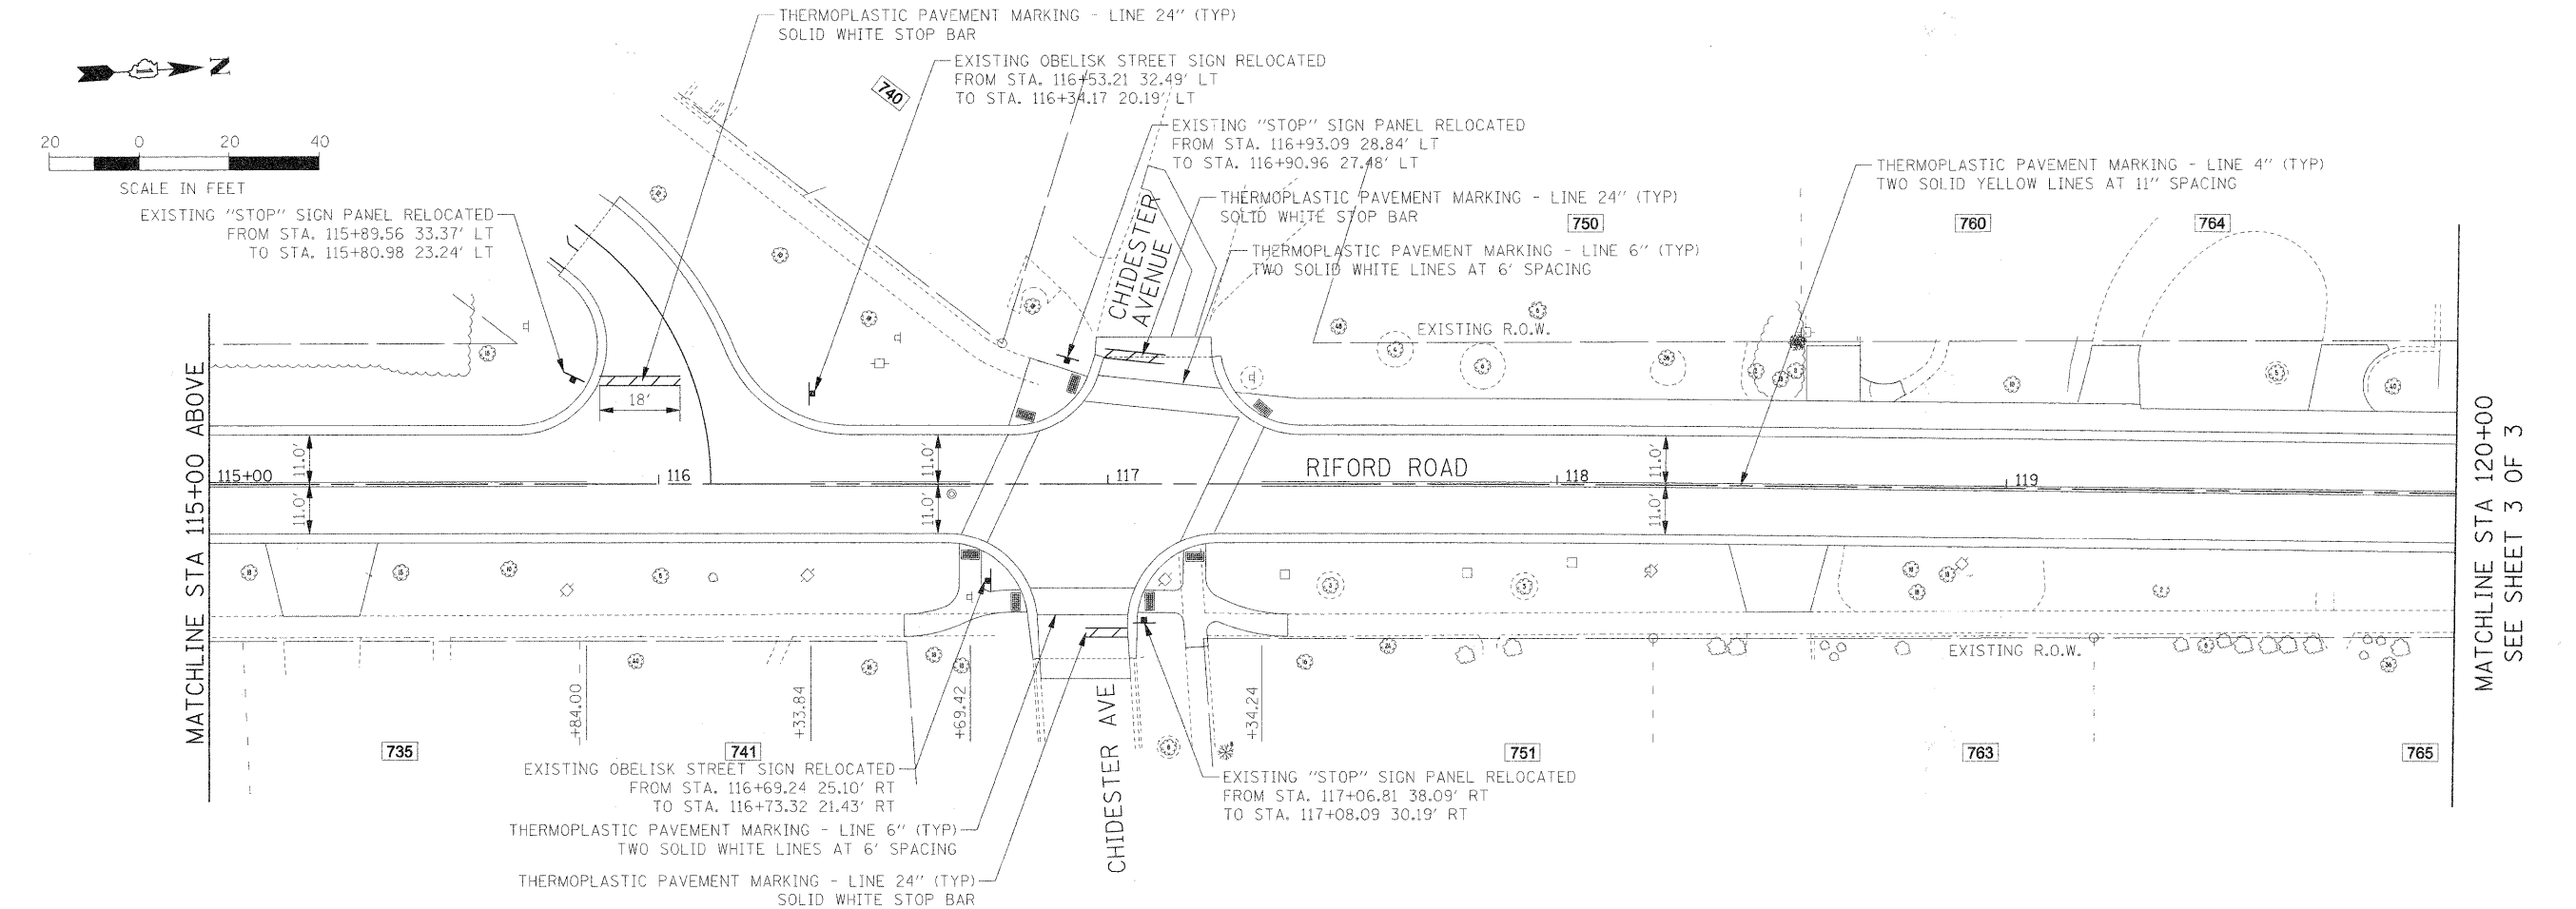 THERMOPLASTIC PAVEMENT MARKING - LINE 24" (TYP)
SOLID WHITE STOP BAR
N
EXISTING OBELISK STREET SIGN RELOCATED
FROM STA. 116+53.21 32.49' LT
TO STA. 116+34.17 20.19' LT
740
20 0 20 40
SCALE IN FEET
EXISTING "STOP" SIGN PANEL RELOCATED
FROM STA. 116+93.09 28.84' LT
TO STA. 116+90.96 27.48' LT
THERMOPLASTIC PAVEMENT MARKING - LINE 4" (TYP)
TWO SOLID YELLOW LINES AT 11" SPACING
EXISTING "STOP" SIGN PANEL RELOCATED
FROM STA. 115+89.56 33.37' LT
TO STA. 115+80.98 23.24' LT
THERMOPLASTIC PAVEMENT MARKING - LINE 24" (TYP)
SOLID WHITE STOP BAR
750
760
764
THERMOPLASTIC PAVEMENT MARKING - LINE 6" (TYP)
TWO SOLID WHITE LINES AT 6' SPACING
CHIDESTER
AVENUE
EXISTING R.O.W.
18'
MATCHLINE STA 115+00 ABOVE
11.0'
11.0'
11.0'
11.0'
11.0'
11.0'
RIFORD ROAD
115+00
116
117
118
119
MATCHLINE STA 120+00
SEE SHEET 3 OF 3
EXISTING R.O.W.
+84.00
+33.84
+69.42
+34.24
735
741
751
763
765
CHIDESTER AVE
EXISTING OBELISK STREET SIGN RELOCATED
FROM STA. 116+69.24 25.10' RT
TO STA. 116+73.32 21.43' RT
EXISTING "STOP" SIGN PANEL RELOCATED
FROM STA. 117+06.81 38.09' RT
TO STA. 117+08.09 30.19' RT
THERMOPLASTIC PAVEMENT MARKING - LINE 6" (TYP)
TWO SOLID WHITE LINES AT 6' SPACING
THERMOPLASTIC PAVEMENT MARKING - LINE 24" (TYP)
SOLID WHITE STOP BAR